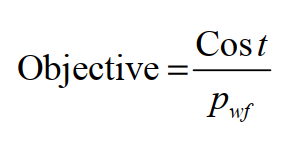 Objective = Cost / p_wf